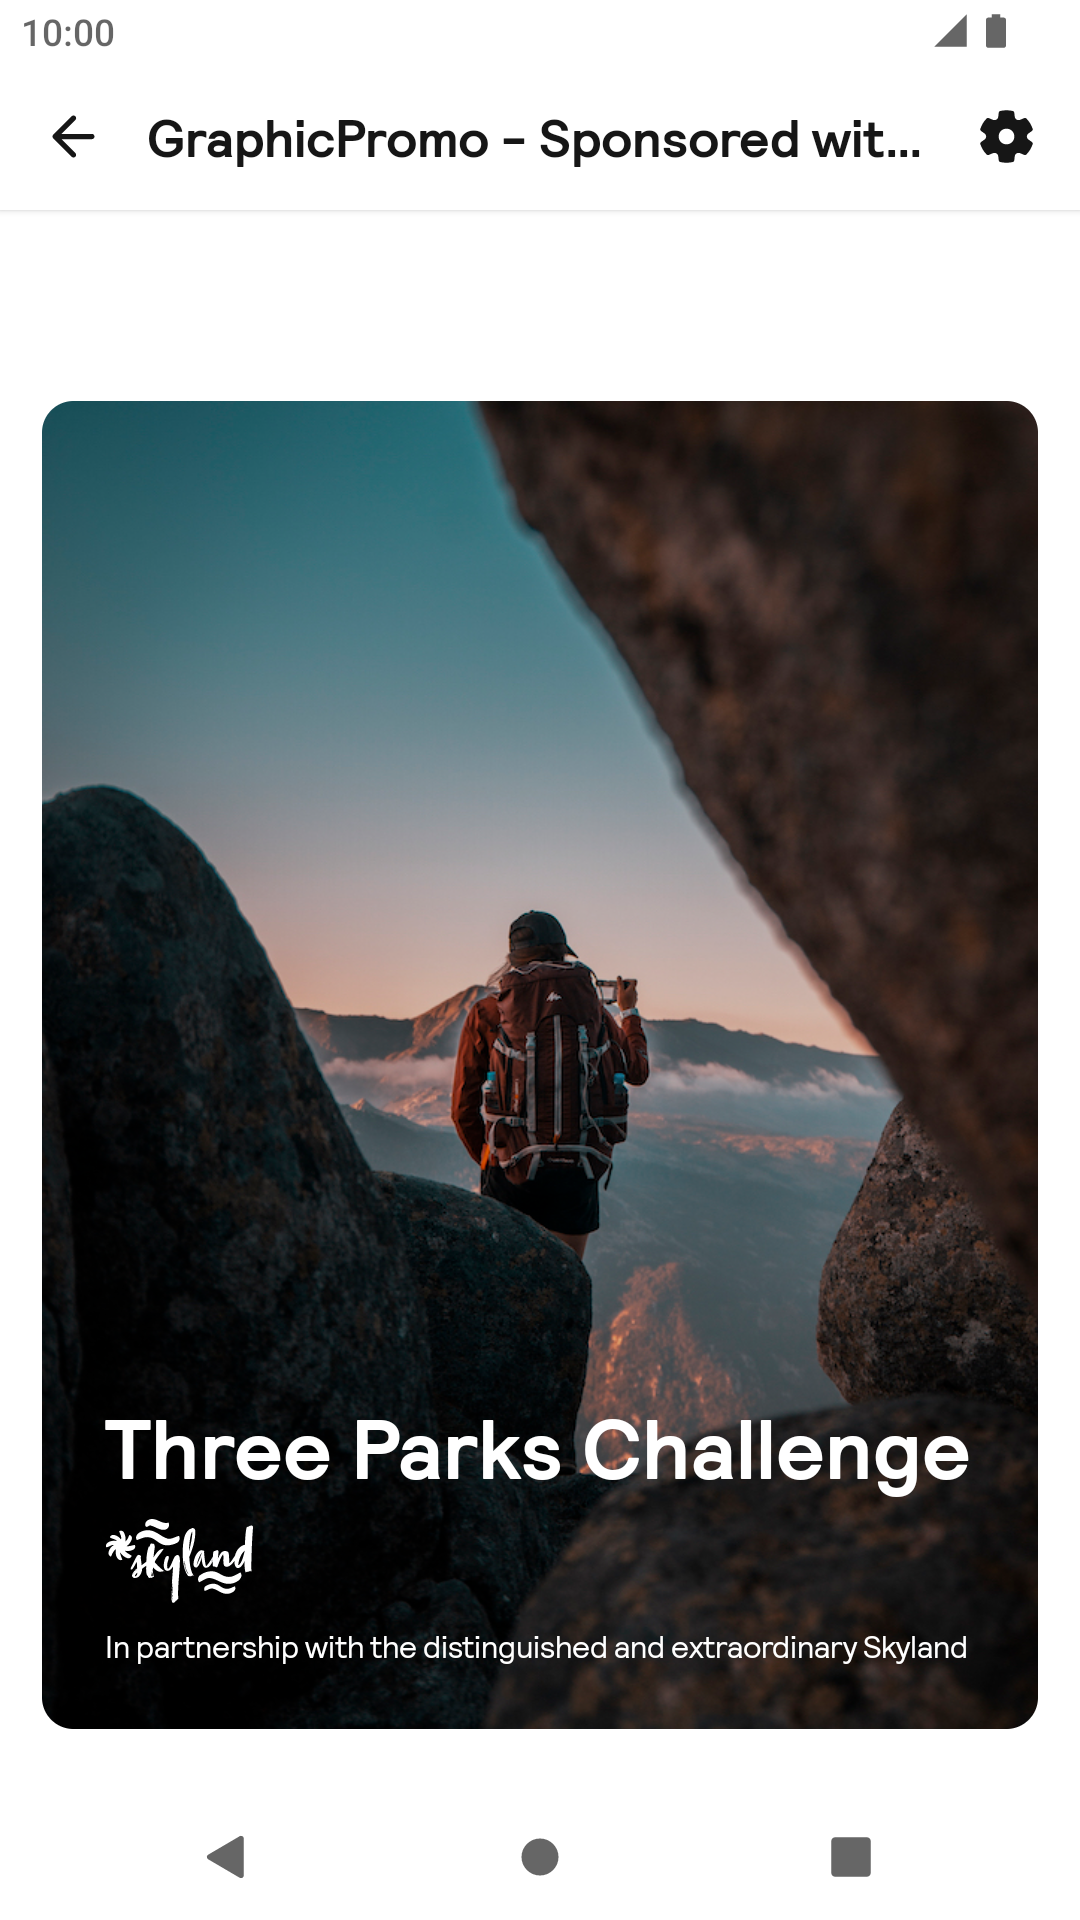 10:00
GraphicPromo - Sponsored wit...
Three Parks Challenge
skyland
In partnership with the distinguished and extraordinary Skyland